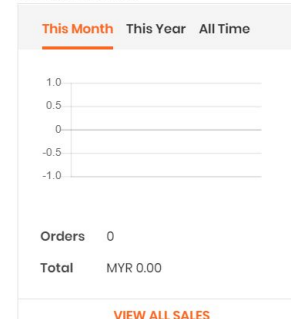 This Month This Year All Time
1.0
0.5
0
-0.5
-1.0
Orders 0
Total MYR 0.00
VIEW ALL SALES